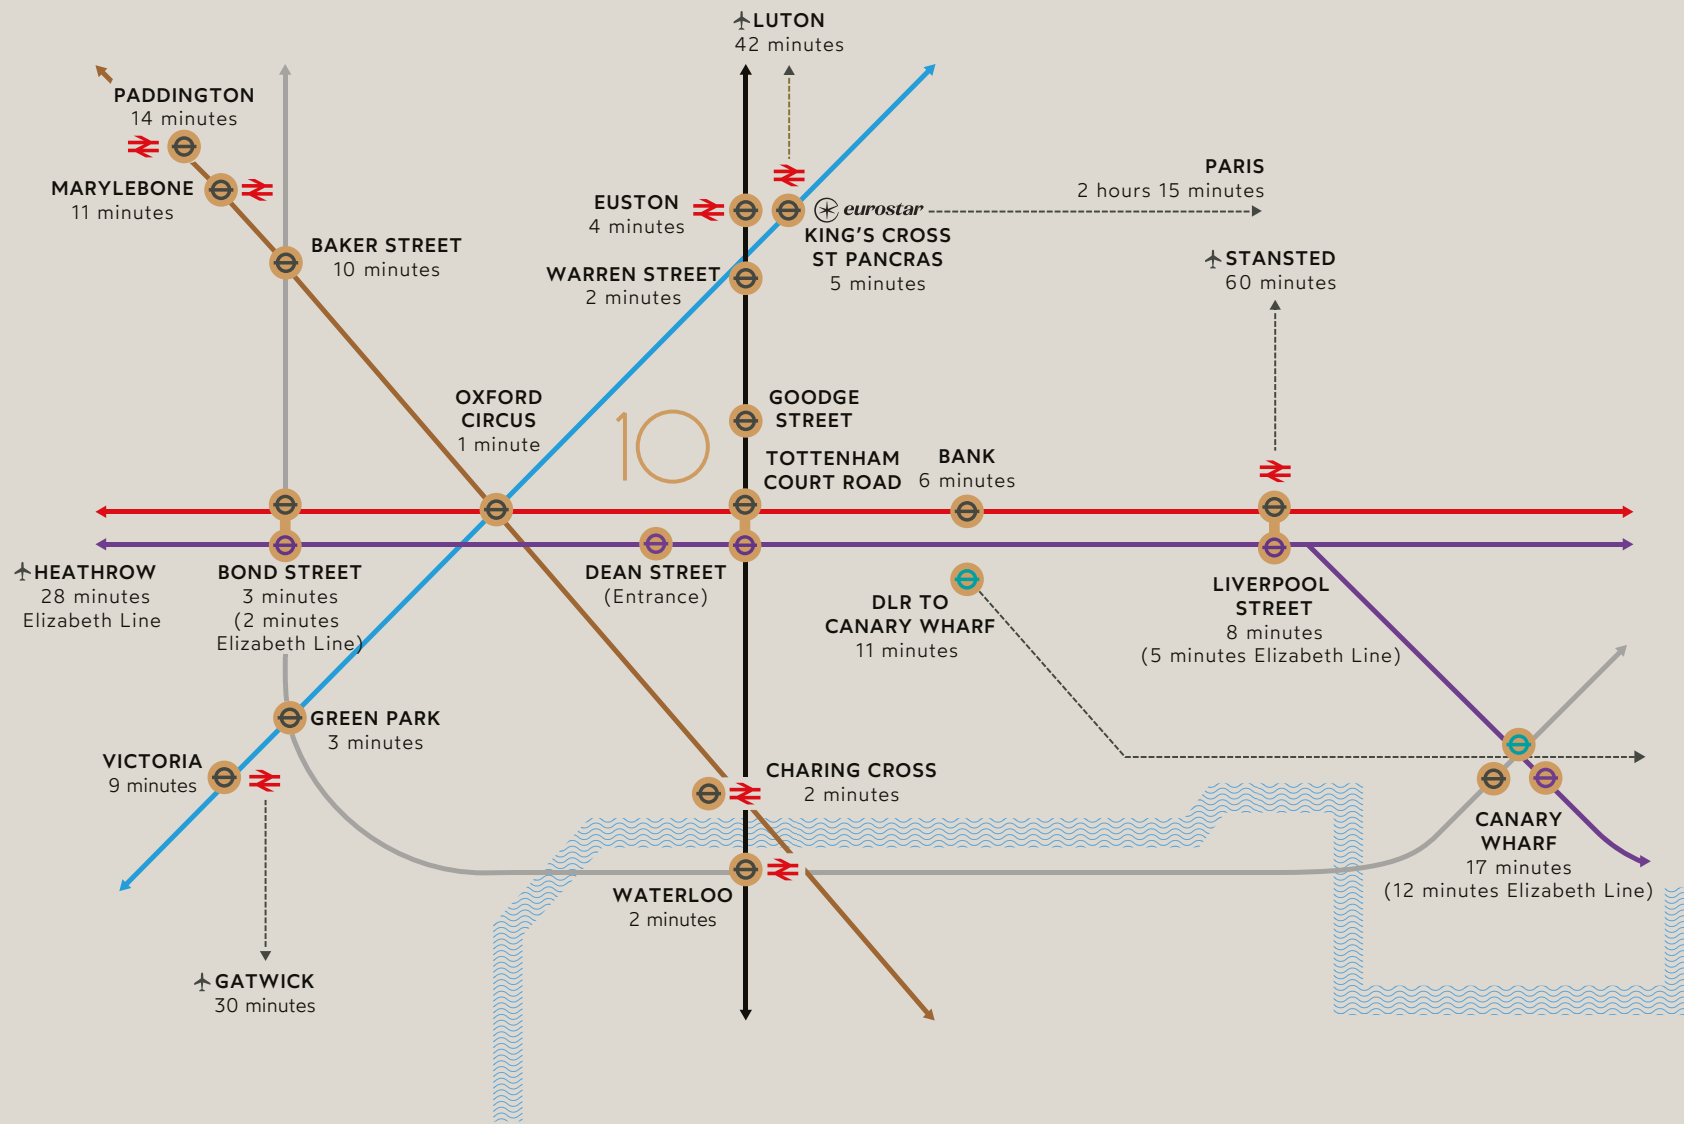 LUTON
42 minutes
PADDINGTON
14 minutes
MARYLEBONE
11 minutes
BAKER STREET
10 minutes
EUSTON
4 minutes
eurostar
KING'S CROSS
ST PANCRAS
5 minutes
PARIS
2 hours 15 minutes
WARREN STREET
2 minutes
STANSTED
60 minutes
OXFORD
CIRCUS
1 minute
10
GOODGE
STREET
TOTTENHAM
COURT ROAD
BANK
6 minutes
HEATHROW
28 minutes
Elizabeth Line
BOND STREET
3 minutes
(2 minutes
Elizabeth Line)
DEAN STREET
(Entrance)
DLR TO
CANARY WHARF
11 minutes
LIVERPOOL
STREET
8 minutes
(5 minutes Elizabeth Line)
GREEN PARK
3 minutes
VICTORIA
9 minutes
CHARING CROSS
2 minutes
CANARY
WHARF
17 minutes
(12 minutes Elizabeth Line)
WATERLOO
2 minutes
GATWICK
30 minutes